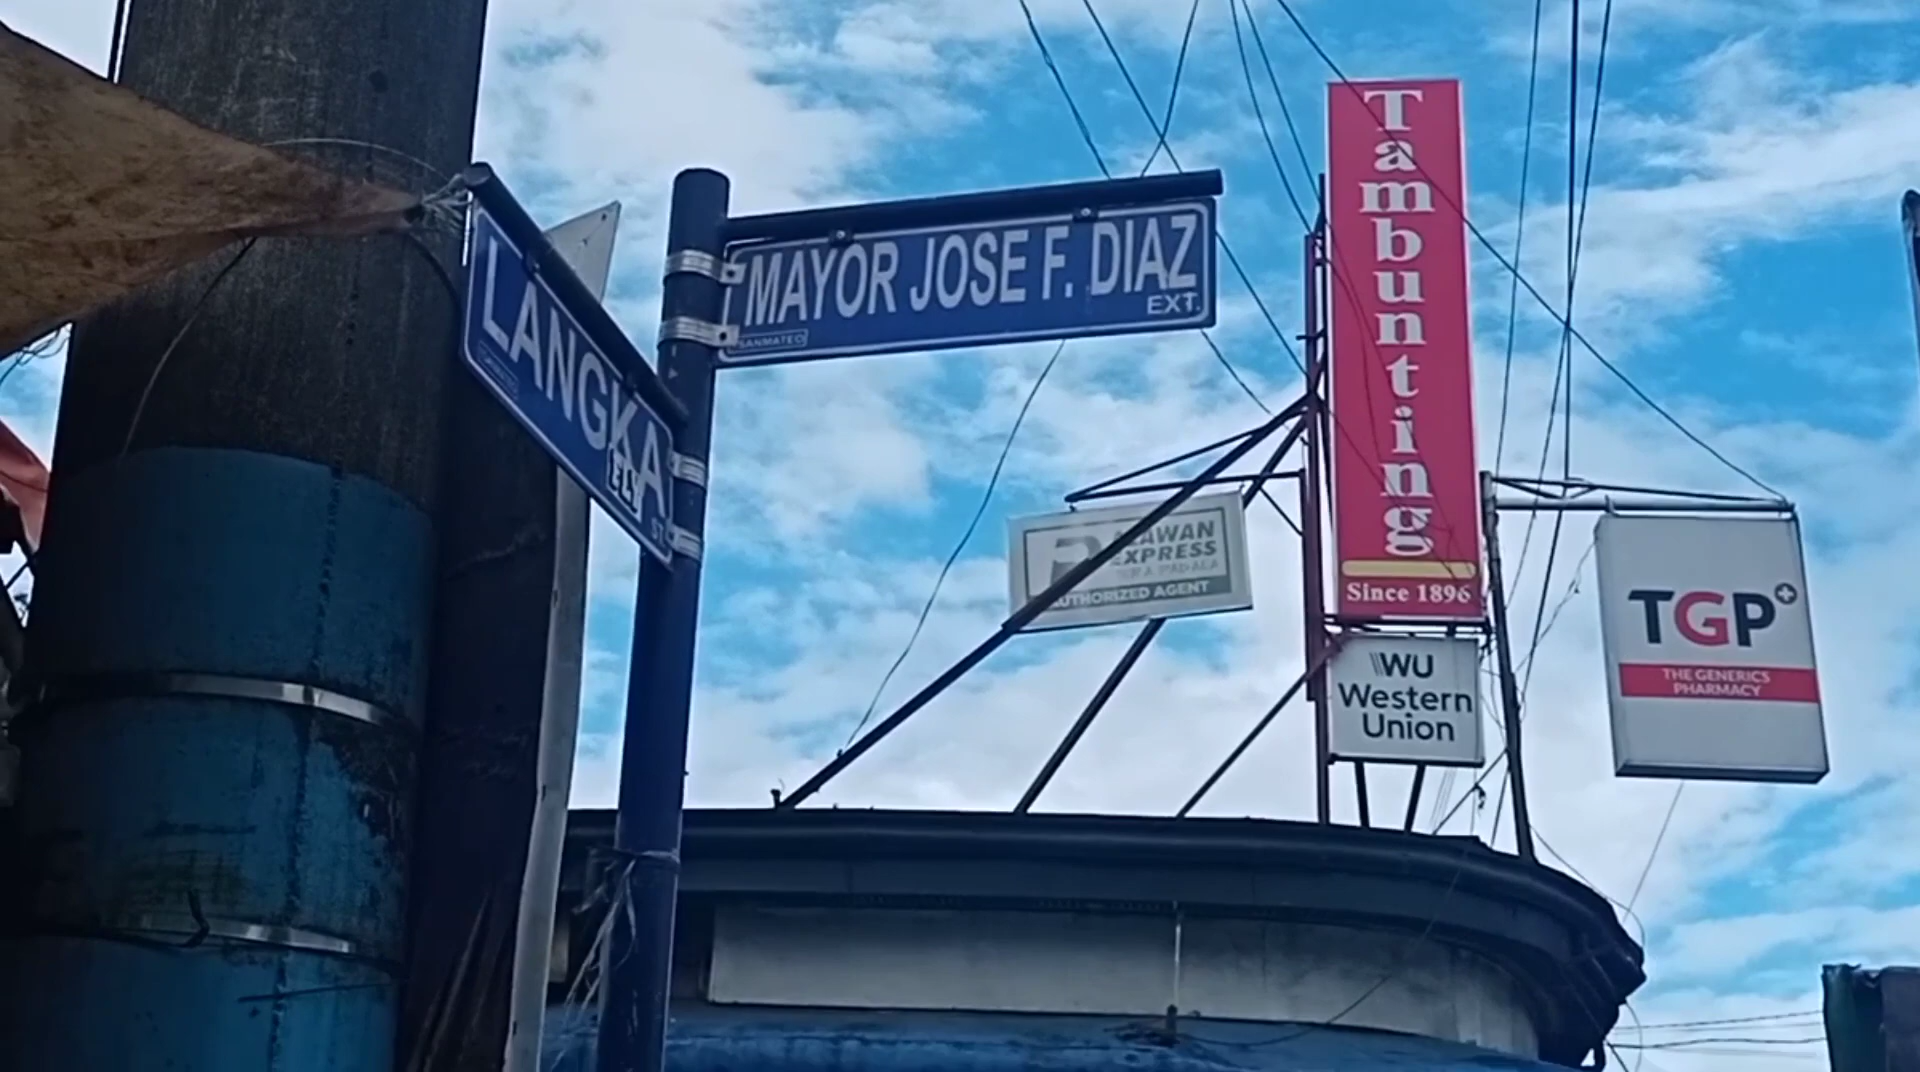 LANGKA
ST.
MAYOR JOSE F. DIAZ
EXT.
SANMATEO
Tambunting
Since 1896
EXPRESS
AUTHORIZED AGENT
WU
Western
Union
TGP
THE GENERICS
PHARMACY